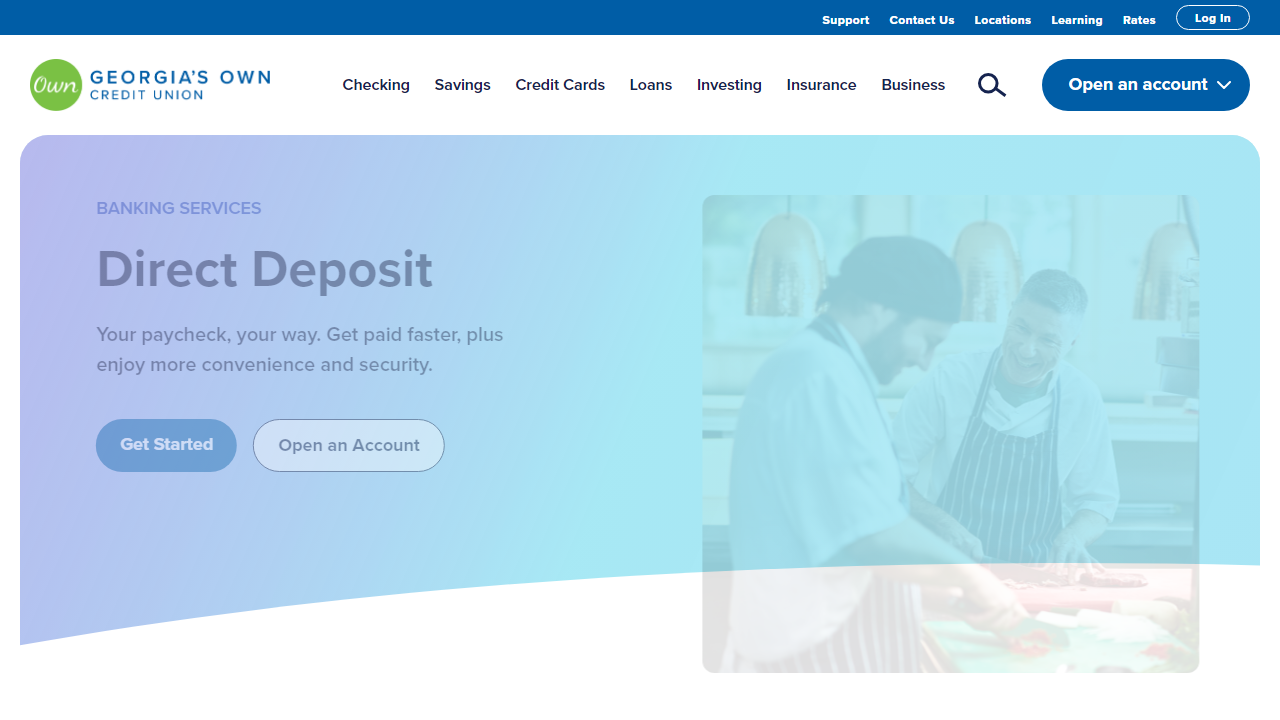 Support Contact Us Locations Learning Rates Log In
Own GEORGIA'S OWN
CREDIT UNION
Checking Savings Credit Cards Loans Investing Insurance Business Open an account
BANKING SERVICES
Direct Deposit
Your paycheck, your way. Get paid faster, plus
enjoy more convenience and security.
Get Started Open an Account